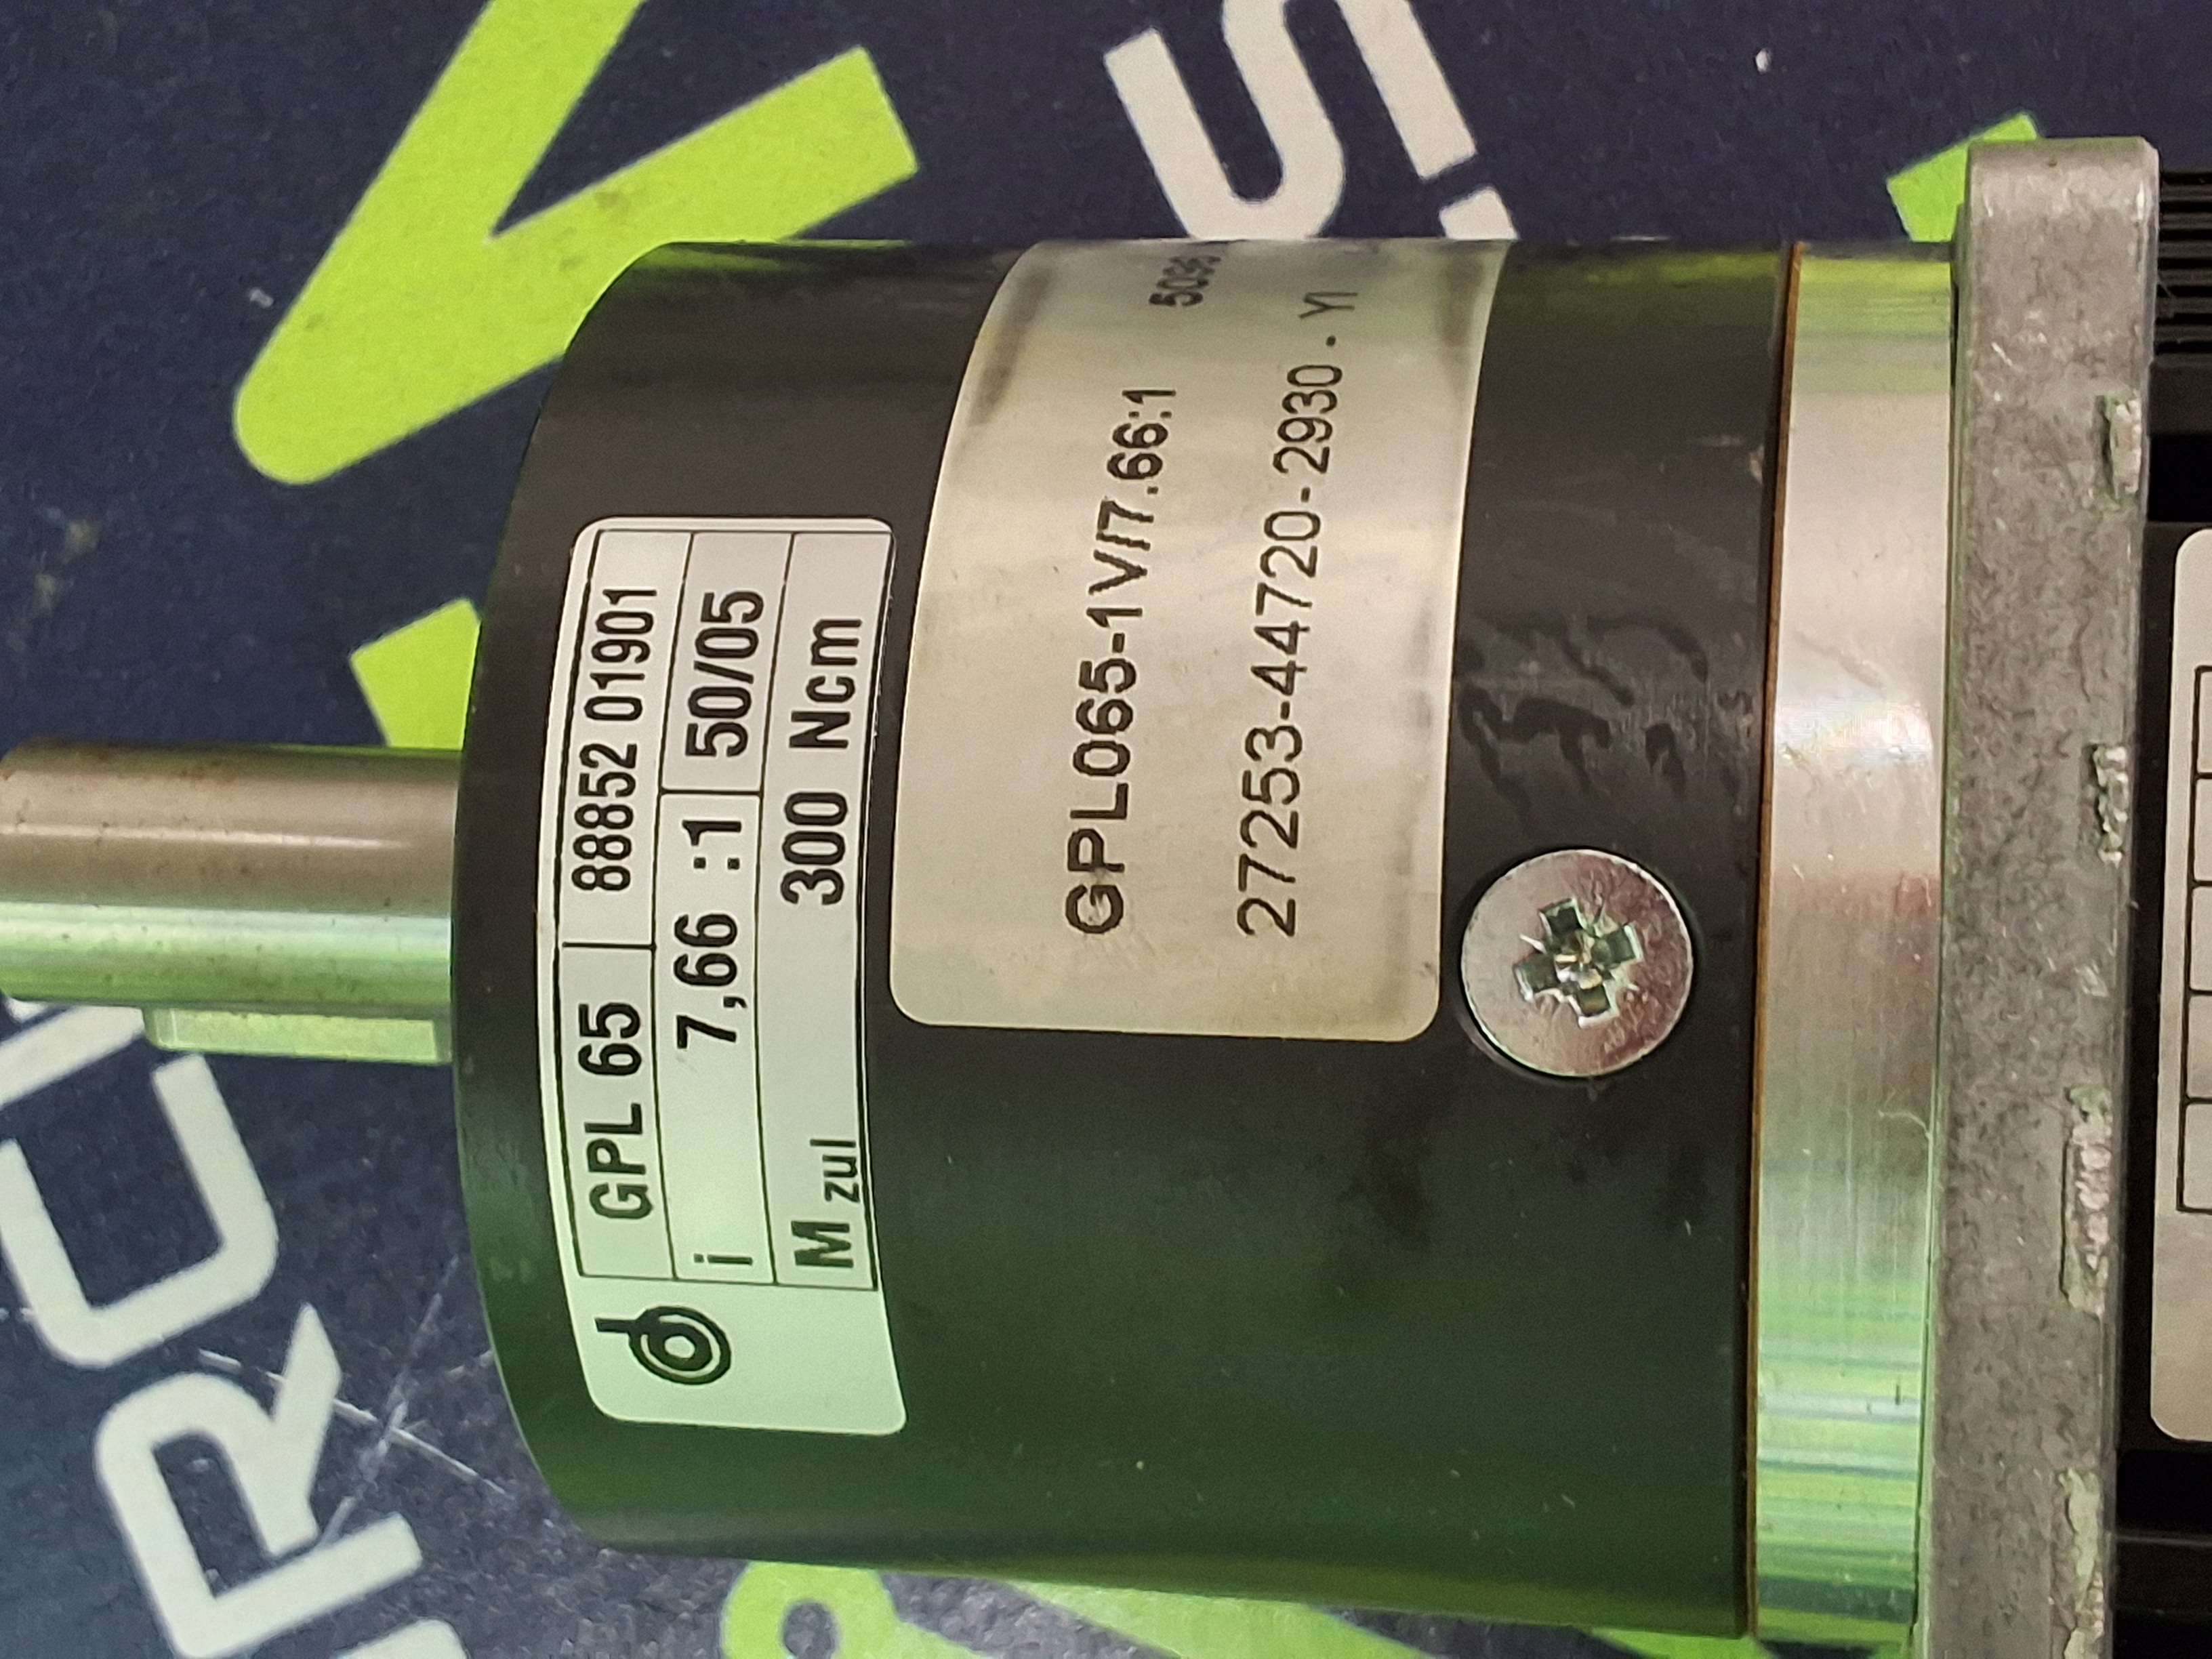 GPL 65 88852 01901
i 7,66 :1 50/05
M zul 300 Ncm
GPL065-1V/7.66:1
27253-44720-2930 . YI